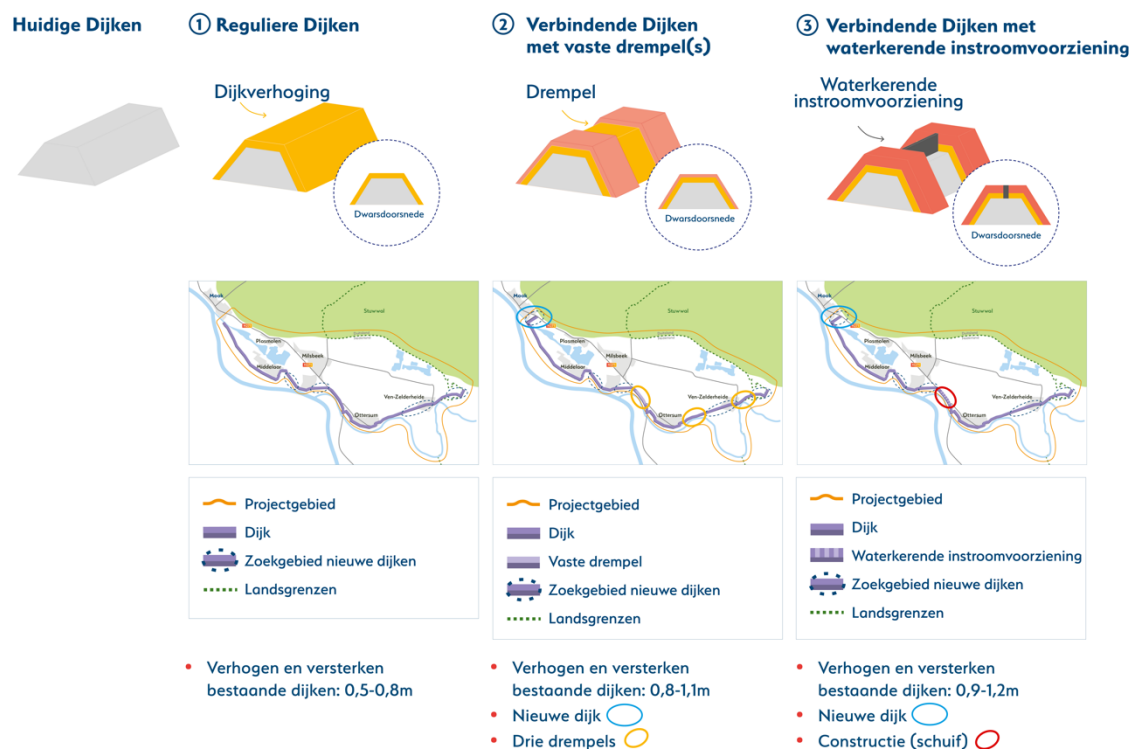 Huidige Dijken
① Reguliere Dijken
② Verbindende Dijken
met vaste drempel(s)
③ Verbindende Dijken met
waterkerende instroomvoorziening
Dijkverhoging
Dwarsdoorsnede
Drempel
Dwarsdoorsnede
Waterkerende
instroomvoorziening
Dwarsdoorsnede
Mook
Stuwwal
Plasmolen
Milsbeek
Middelaar
Ven-Zelderheide
Ottersum
Mook
Stuwwal
Plasmolen
Milsbeek
Middelaar
Ven-Zelderheide
Ottersum
Mook
Stuwwal
Plasmolen
Milsbeek
Middelaar
Ven-Zelderheide
Ottersum
Projectgebied
Dijk
Zoekgebied nieuwe dijken
Landsgrenzen
Projectgebied
Dijk
Vaste drempel
Zoekgebied nieuwe dijken
Landsgrenzen
Projectgebied
Dijk
Waterkerende instroomvoorziening
Zoekgebied nieuwe dijken
Landsgrenzen
• Verhogen en versterken
bestaande dijken: 0,5-0,8m
• Verhogen en versterken
bestaande dijken: 0,8-1,1m
• Nieuwe dijk
• Drie drempels
• Verhogen en versterken
bestaande dijken: 0,9-1,2m
• Nieuwe dijk
• Constructie (schuif)